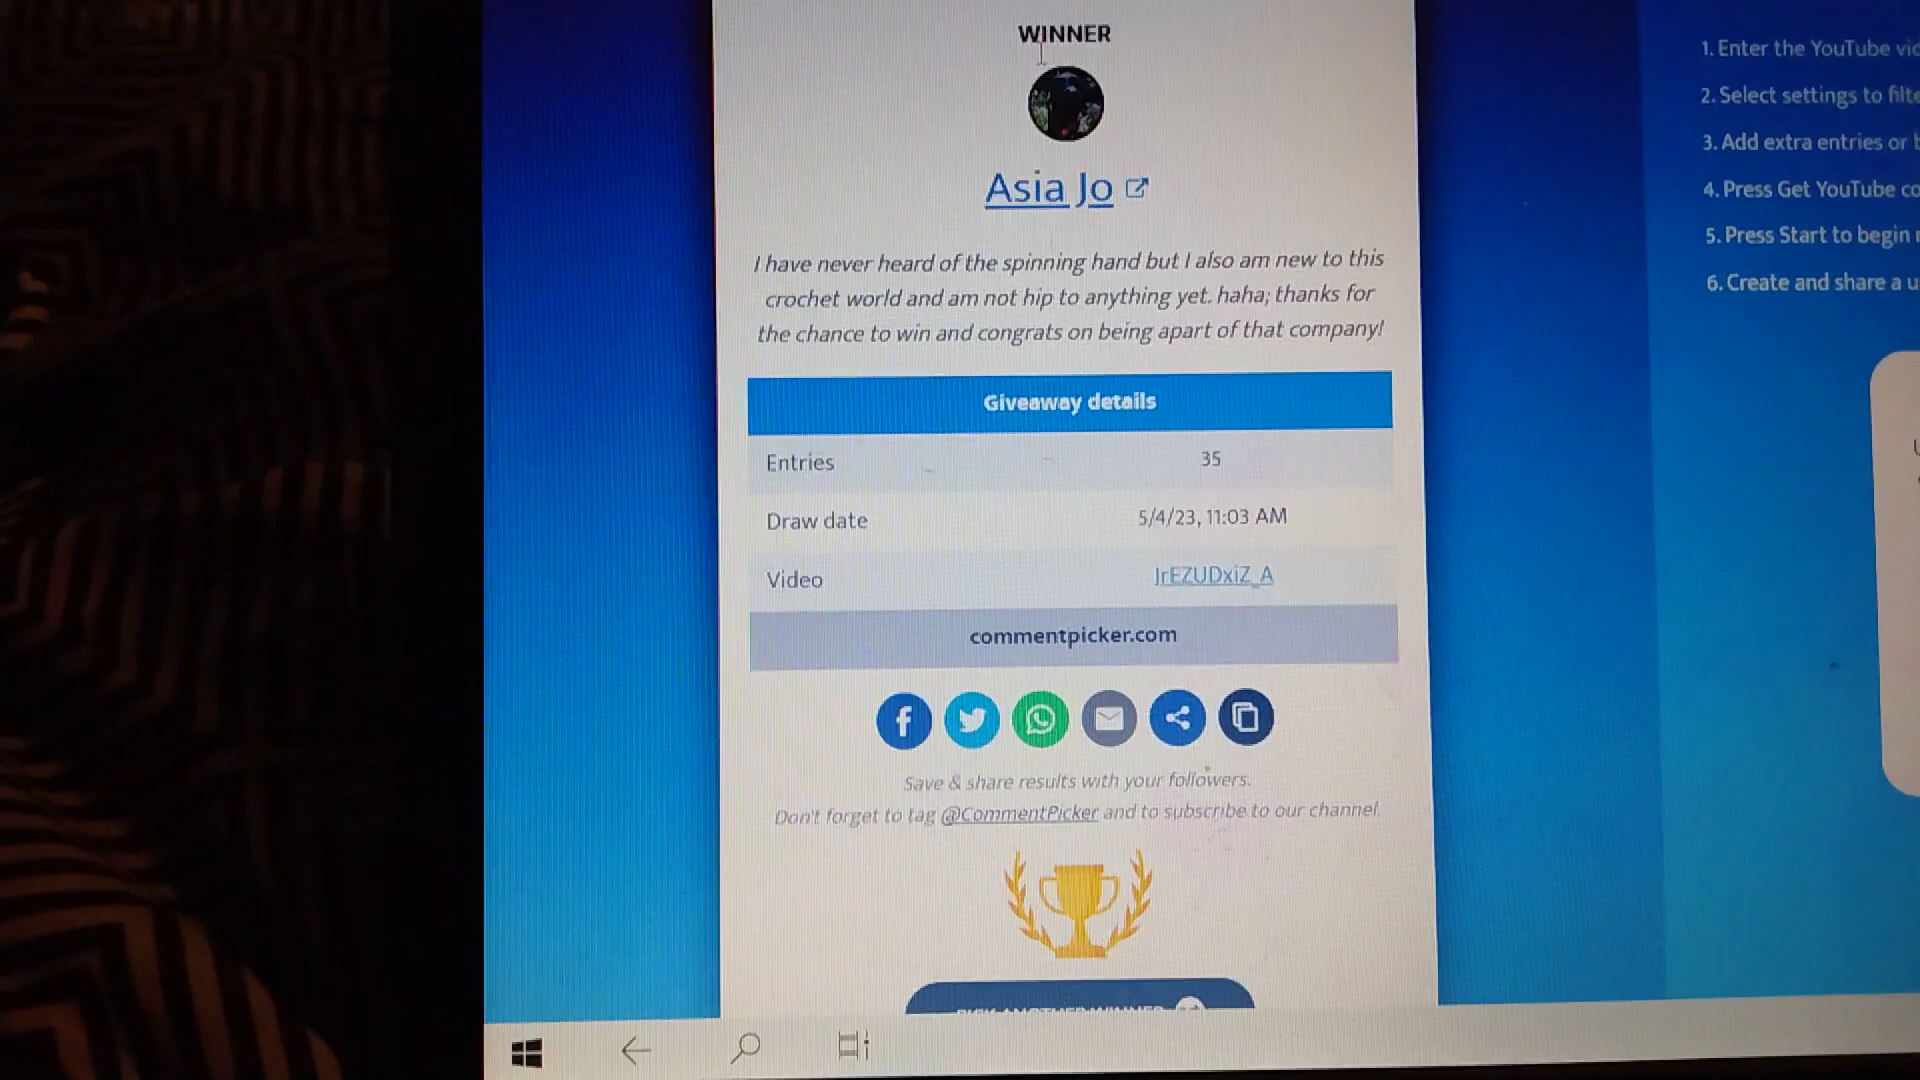 WINNER
Asia Jo
I have never heard of the spinning hand but I also am new to this
crochet world and am not hip to anything yet. haha; thanks for
the chance to win and congrats on being apart of that company!
Giveaway details
Entries 35
Draw date 5/4/23, 11:03 AM
Video JrEZUDxiZ_A
commentpicker.com
Save & share results with your followers.
Don't forget to tag @CommentPicker and to subscribe to our channel.
1. Enter the YouTube
2. Select settings to
3. Add extra entries or
4. Press Get YouTube
5. Press Start to begin
6. Create and share a